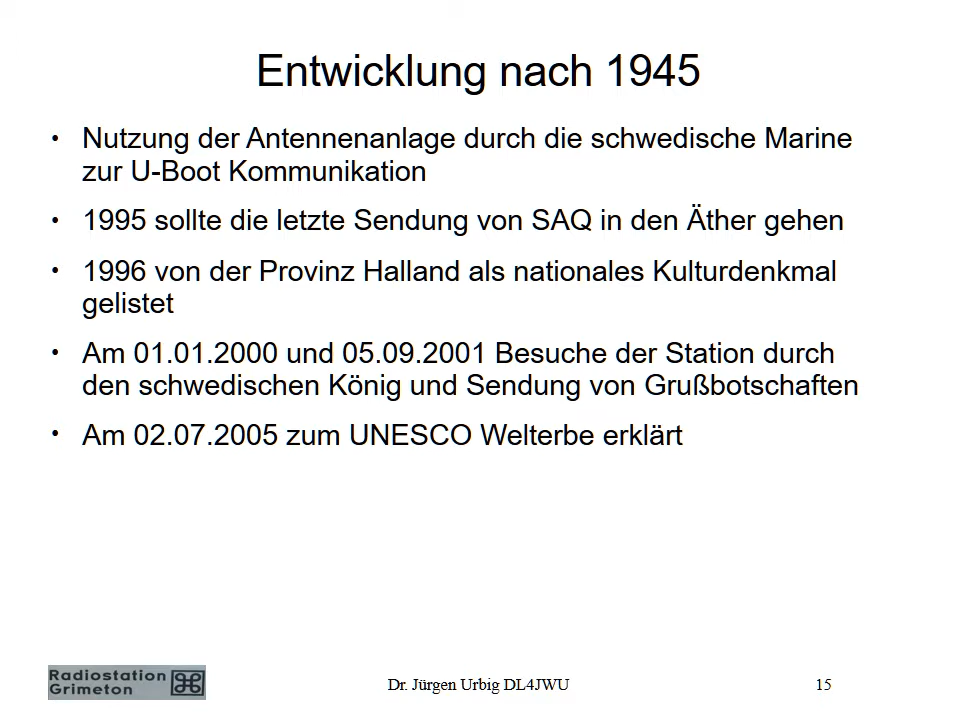 Entwicklung nach 1945
• Nutzung der Antennenanlage durch die schwedische Marine
zur U-Boot Kommunikation
• 1995 sollte die letzte Sendung von SAQ in den Äther gehen
• 1996 von der Provinz Halland als nationales Kulturdenkmal
gelistet
• Am 01.01.2000 und 05.09.2001 Besuche der Station durch
den schwedischen König und Sendung von Grußbotschaften
• Am 02.07.2005 zum UNESCO Welterbe erklärt
Radiostation
Grimeton
Dr. Jürgen Urbig DL4JWU
15